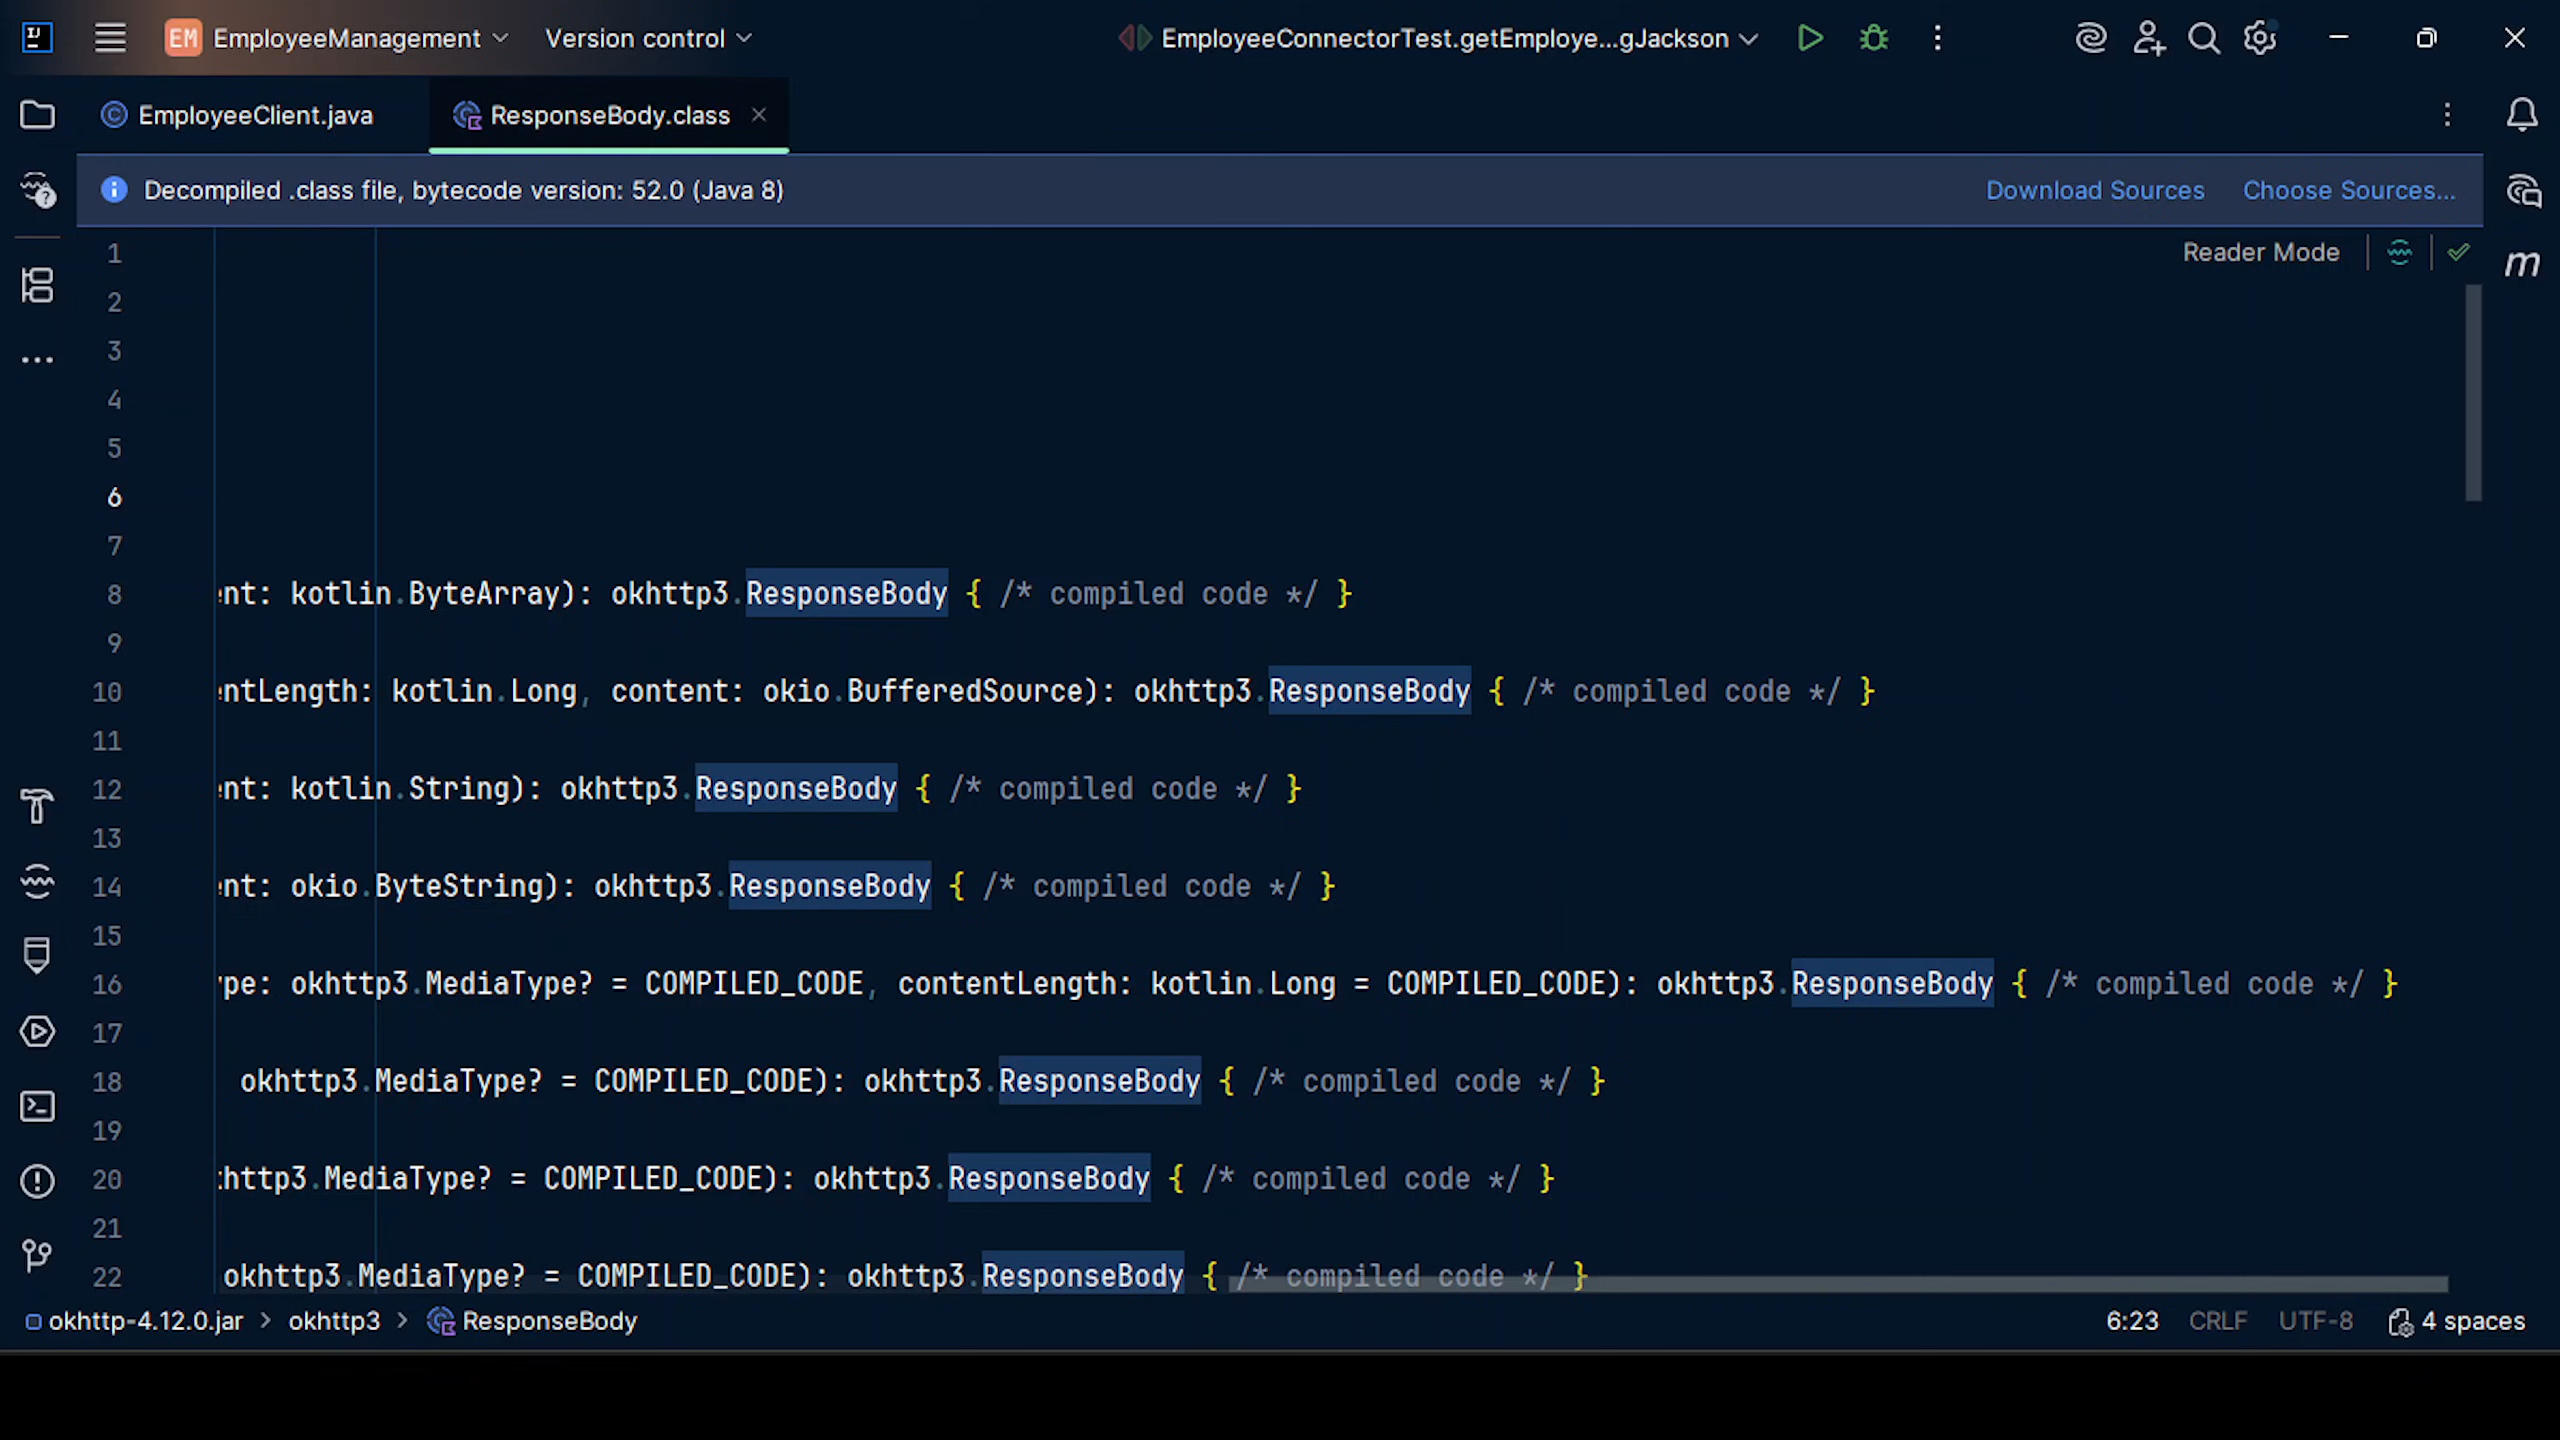 EM EmployeeManagement Version control EmployeeConnectorTest.getEmploye...gJackson
EmployeeClient.java ResponseBody.class
Decompiled .class file, bytecode version: 52.0 (Java 8) Download Sources Choose Sources...
Reader Mode
m
1
2
3
4
5
6
7
8 nt: kotlin.ByteArray): okhttp3.ResponseBody { /* compiled code */ }
9
10 ntLength: kotlin.Long, content: okio.BufferedSource): okhttp3.ResponseBody { /* compiled code */ }
11
12 nt: kotlin.String): okhttp3.ResponseBody { /* compiled code */ }
13
14 nt: okio.ByteString): okhttp3.ResponseBody { /* compiled code */ }
15
16 pe: okhttp3.MediaType? = COMPILED_CODE, contentLength: kotlin.Long = COMPILED_CODE): okhttp3.ResponseBody { /* compiled code */ }
17
18 okhttp3.MediaType? = COMPILED_CODE): okhttp3.ResponseBody { /* compiled code */ }
19
20 http3.MediaType? = COMPILED_CODE): okhttp3.ResponseBody { /* compiled code */ }
21
22 okhttp3.MediaType? = COMPILED_CODE): okhttp3.ResponseBody { /* compiled code */ }
okhttp-4.12.0.jar > okhttp3 > ResponseBody 6:23 CRLF UTF-8 4 spaces